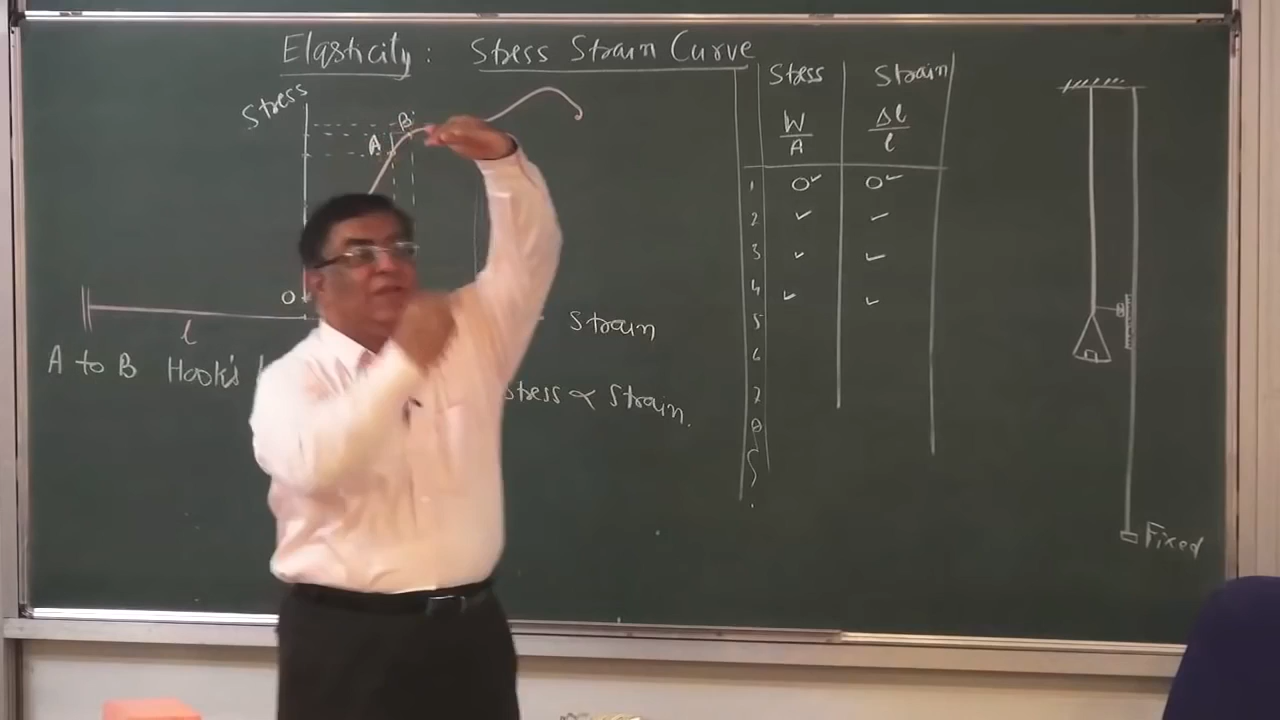 Elasticity: Stress Strain Curve
Stress
B
A
O
Strain
l
A to B Hook's
Stress ∝ Strain.
Stress Strain
W/A Δl/l
1 0✓ 0✓
2 ✓ ✓
3 ✓ ✓
4 ✓ ✓
5
6
7
8
Fixed